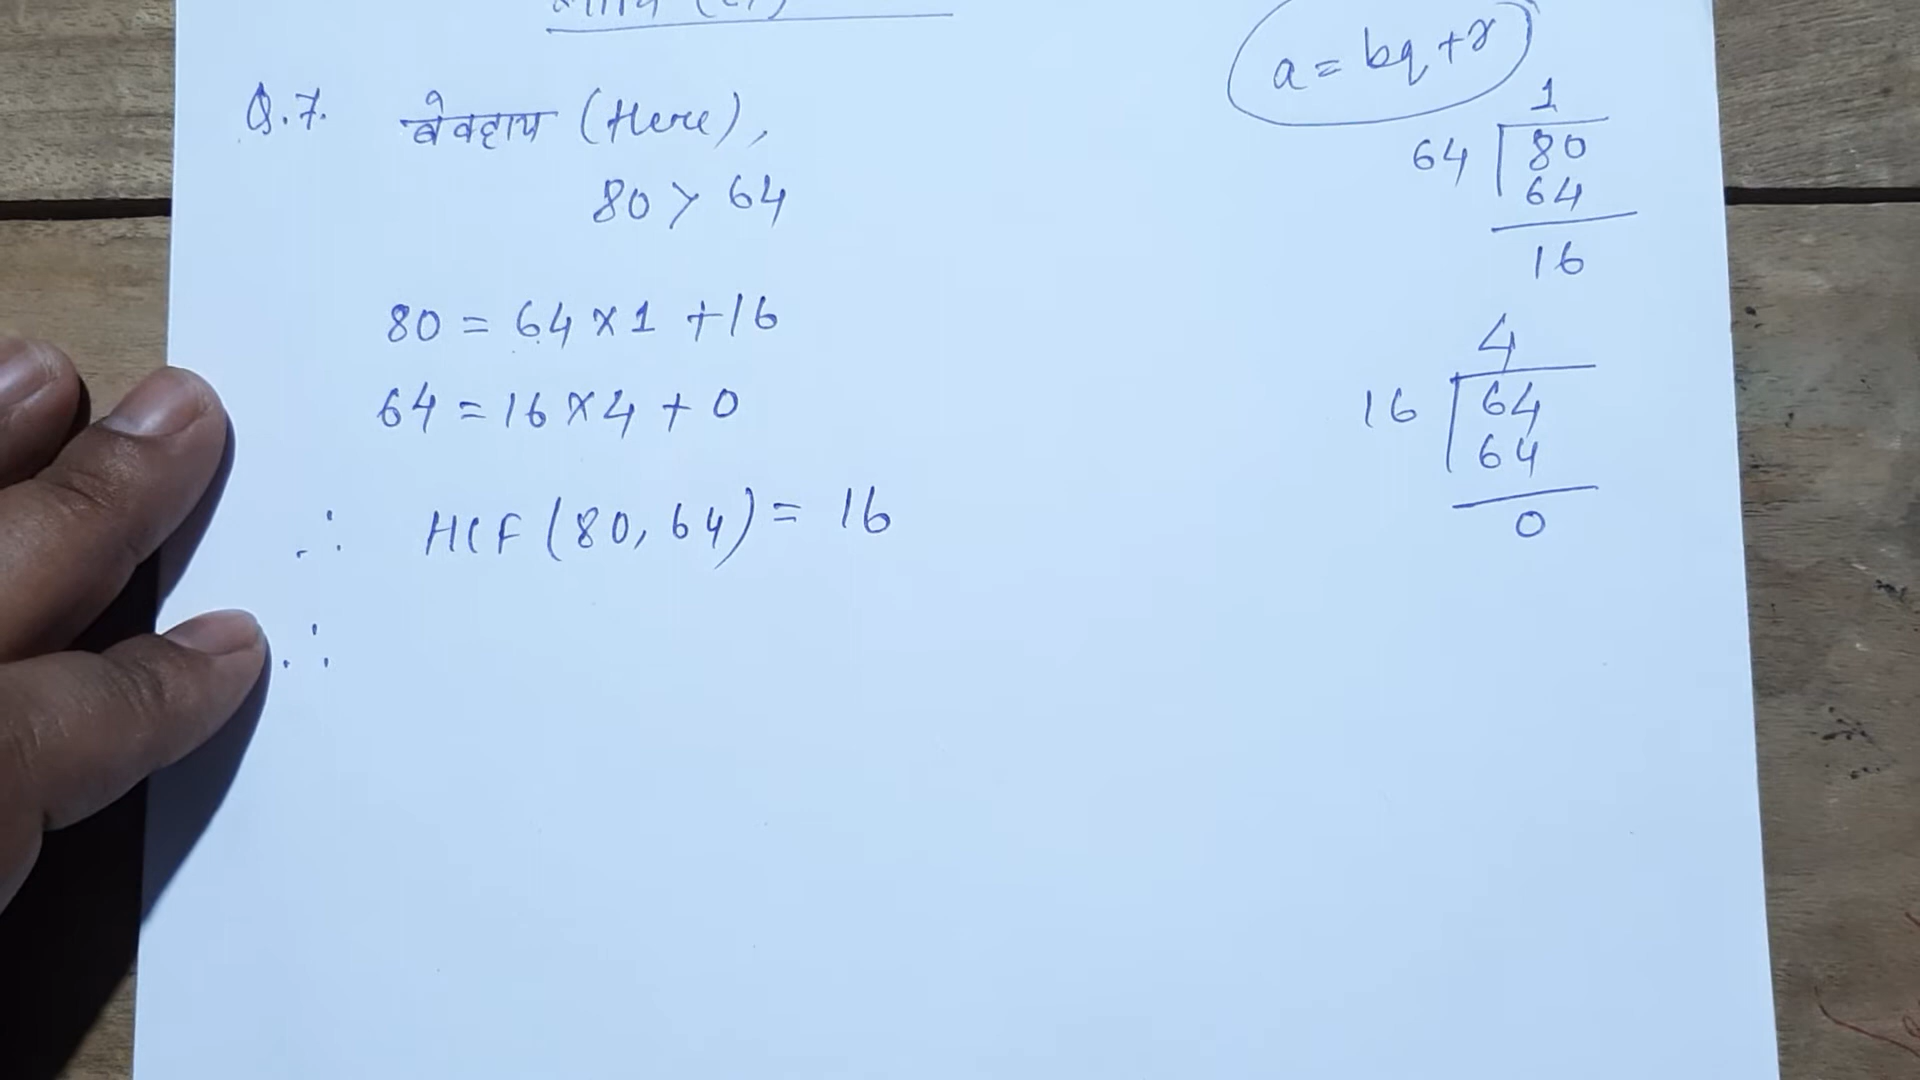 a = bq + r
Q.7. बेवहाय (Here),
80 > 64
80 = 64 × 1 + 16
64 = 16 × 4 + 0
∴ HCF (80, 64) = 16
∴
1
64 80
64
16
4
16 64
64
0